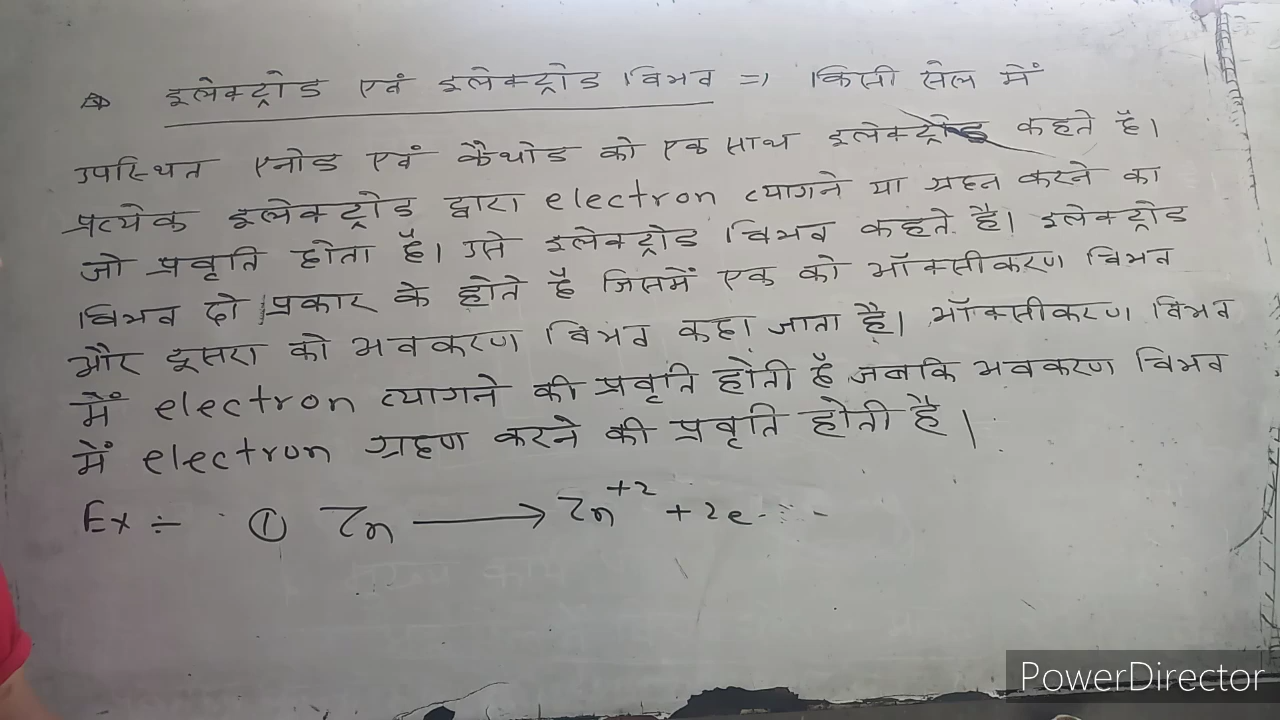 इलेक्ट्रोड एवं इलेक्ट्रोड विभव => किसी सेल में
उपस्थित एनोड एवं कैथोड को एक साथ इलेक्ट्रोड कहते हैं।
प्रत्येक इलेक्ट्रोड द्वारा electron त्यागने या ग्रहन करने का
जो प्रवृति होता है। उसे इलेक्ट्रोड विभव कहते है। इलेक्ट्रोड
विभव दो प्रकार के होते हैं जिसमें एक को ऑक्सीकरण विभव
और दूसरा को अवकरण विभव कहा जाता है। ऑक्सीकरण विभव
में electron त्यागने की प्रवृति होती हैं जबकि अवकरण विभव
में electron ग्रहण करने की प्रवृति होती है।
Ex ÷ ① Zn ⟶ Zn⁺² + 2e-
PowerDirector